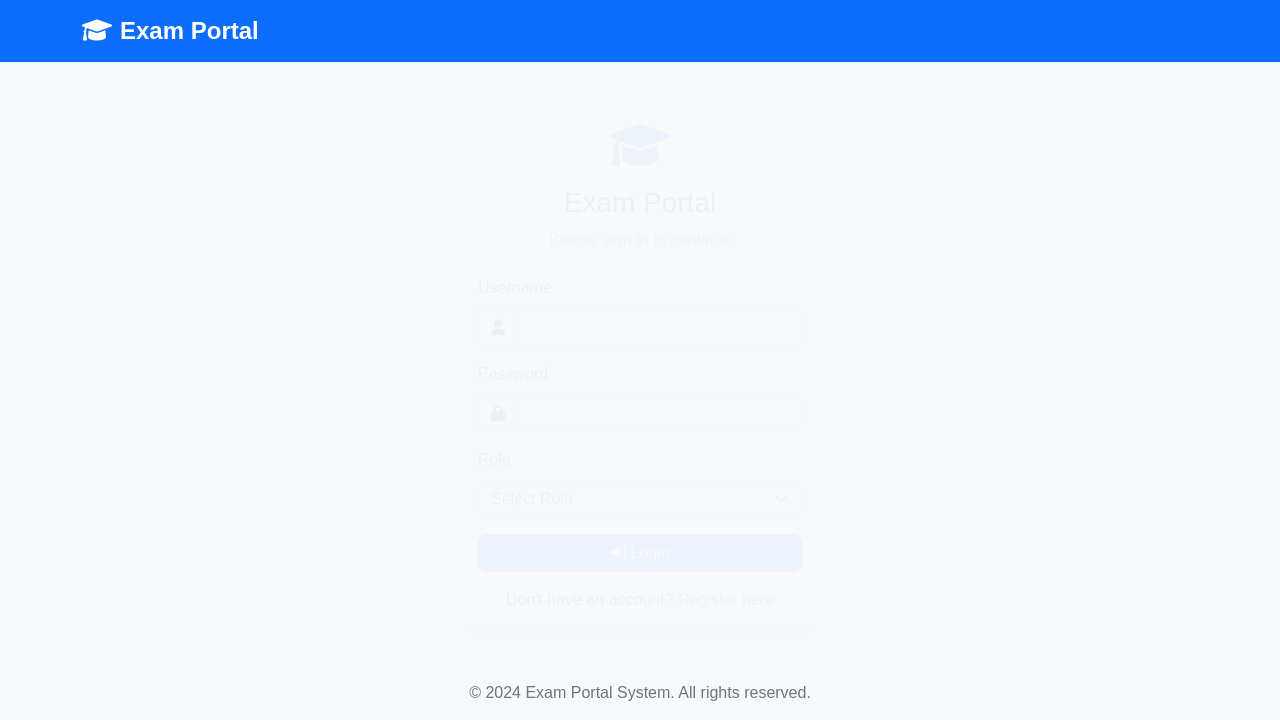 Exam Portal
Exam Portal
Please sign in to continue
Username
Password
Role
Select Role
Login
Don't have an account? Register here
© 2024 Exam Portal System. All rights reserved.